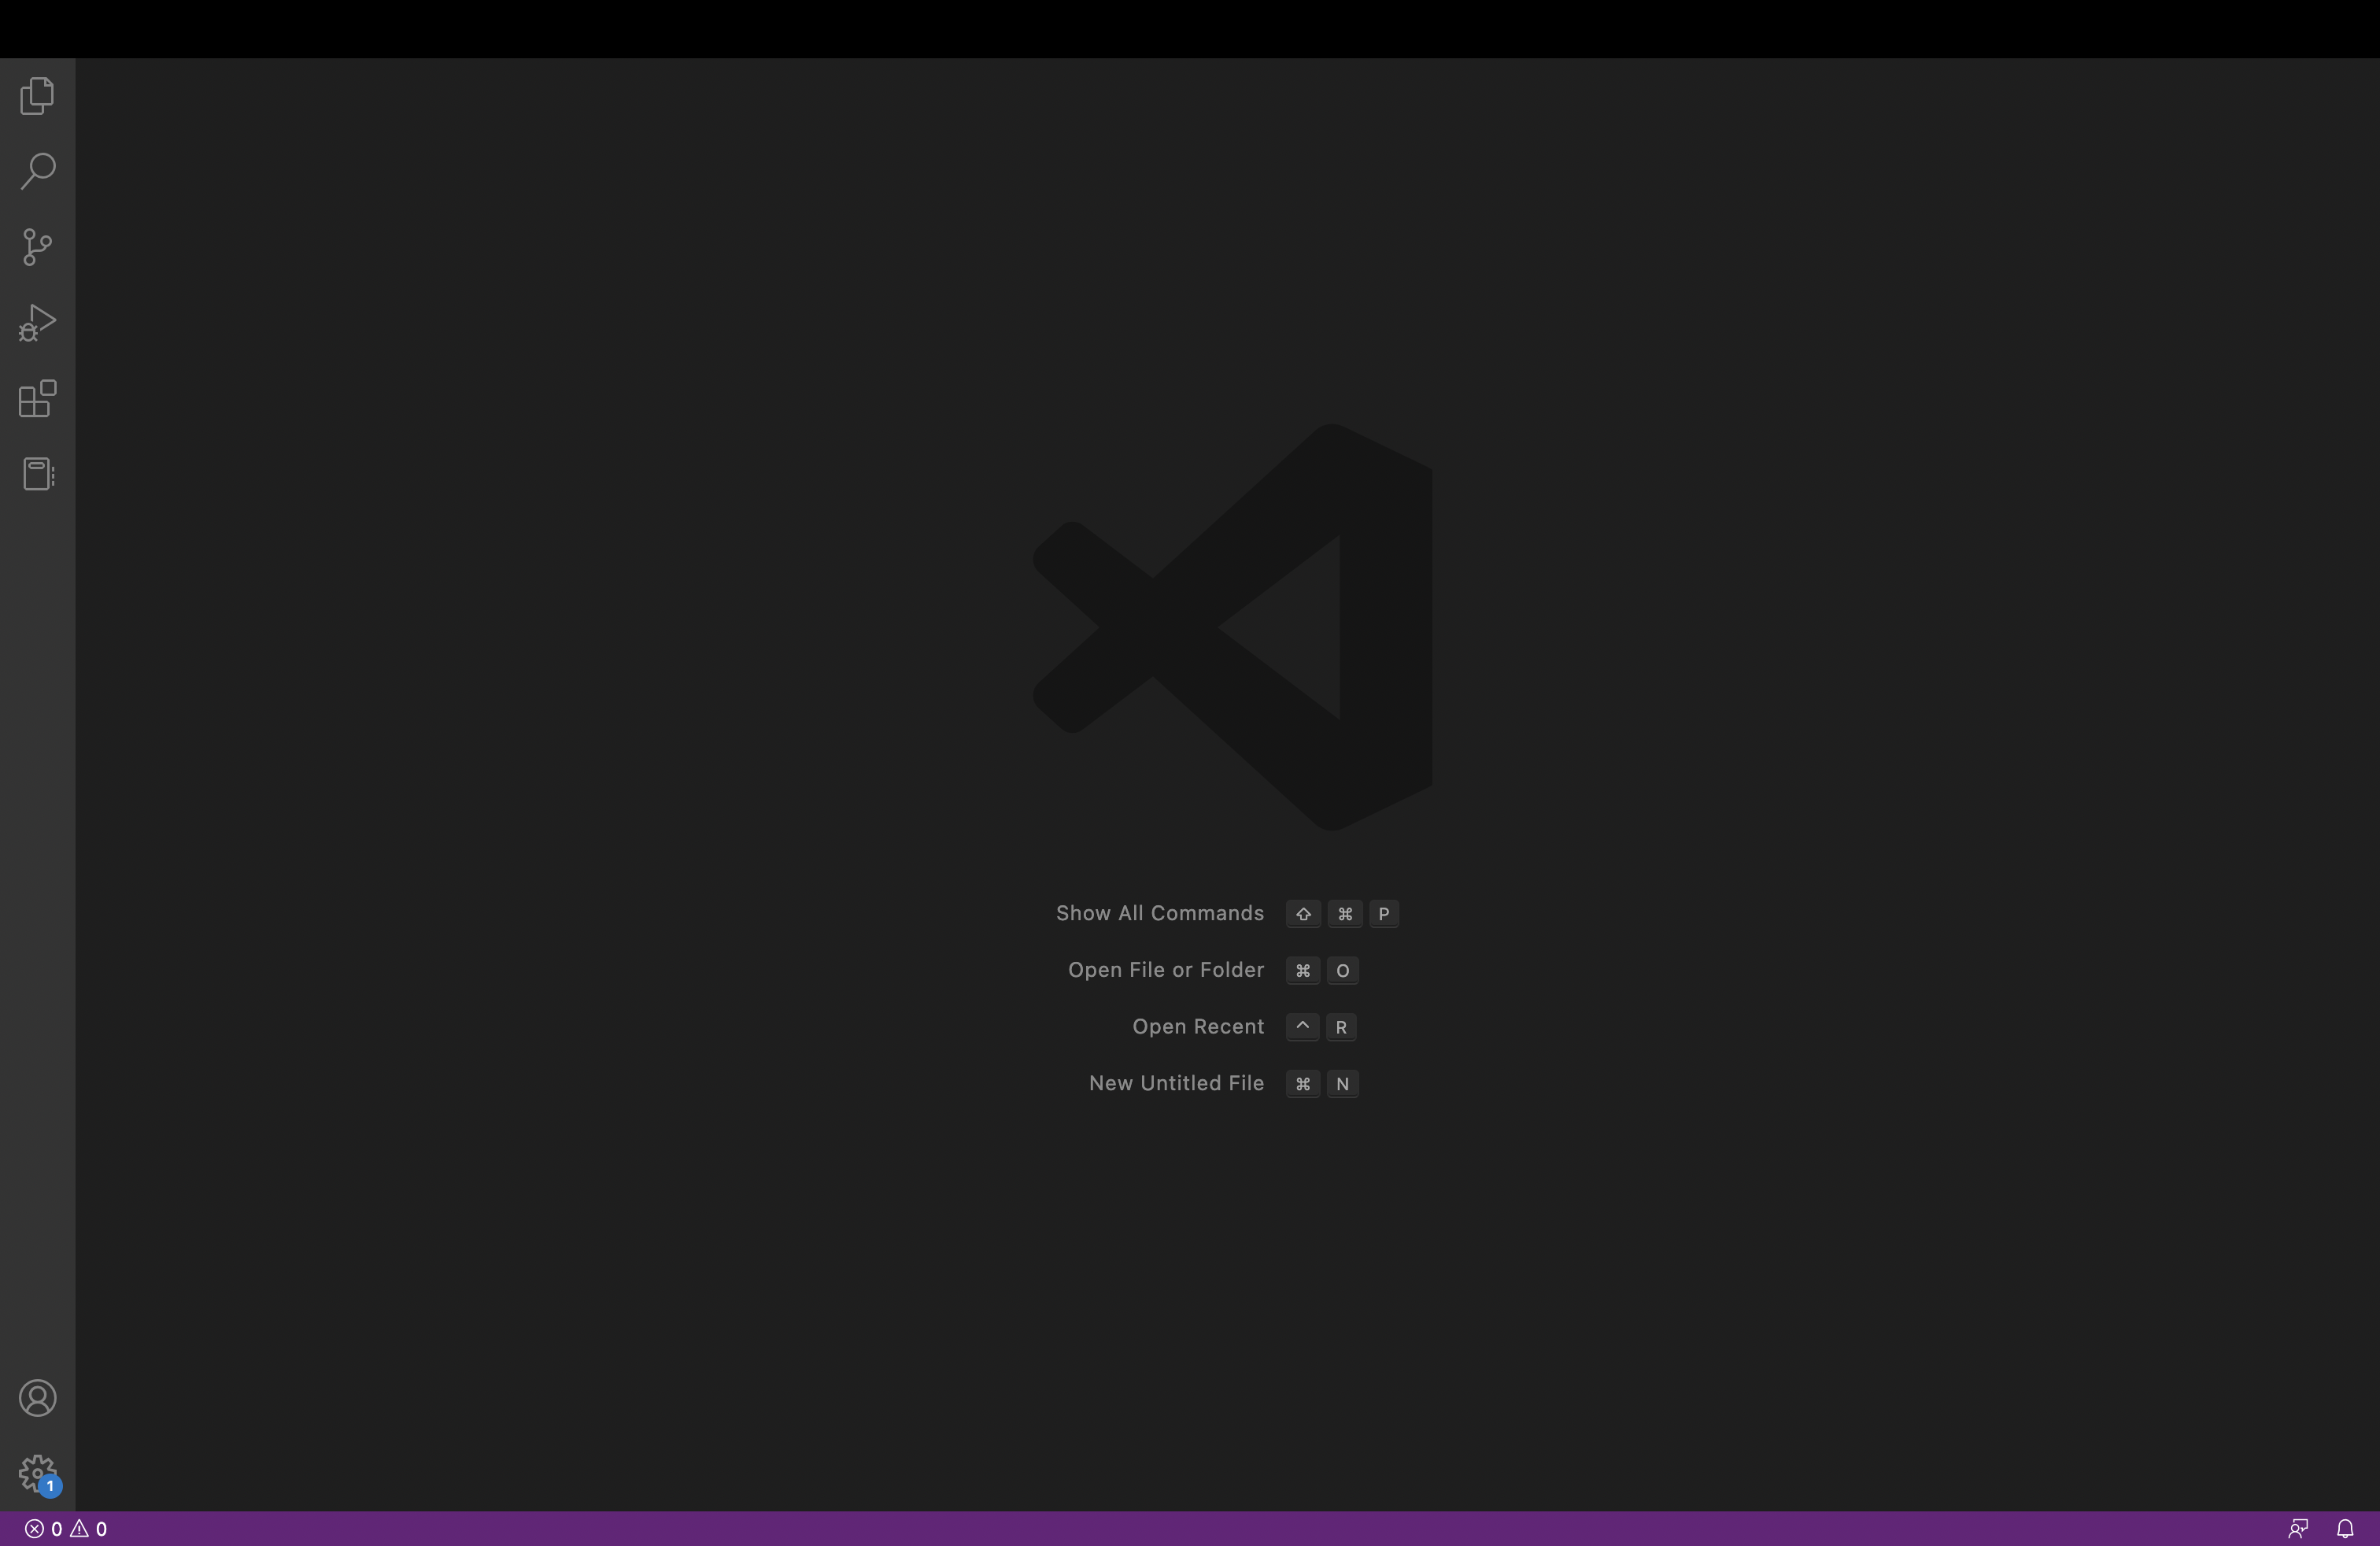 Show All Commands ⇧ ⌘ P
Open File or Folder ⌘ O
Open Recent ^ R
New Untitled File ⌘ N
1
0 0